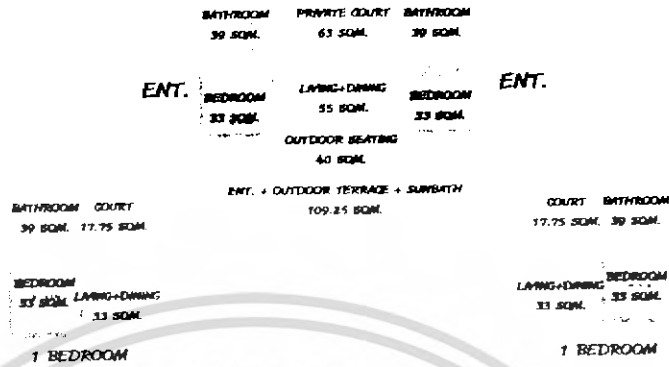 BATHROOM PRIVATE COURT BATHROOM
39 SQM. 63 SQM. 39 SQM.
ENT. LIVING+DINING ENT.
BEDROOM 55 SQM. BEDROOM
33 SQM. 33 SQM.
OUTDOOR SEATING
40 SQM.
ENT. + OUTDOOR TERRACE + SUNBATH
109.25 SQM.
BATHROOM COURT COURT BATHROOM
39 SQM. 17.75 SQM. 17.75 SQM. 39 SQM.
BEDROOM LIVING+DINING LIVING+DINING BEDROOM
33 SQM. 33 SQM. 33 SQM. 33 SQM.
1 BEDROOM 1 BEDROOM